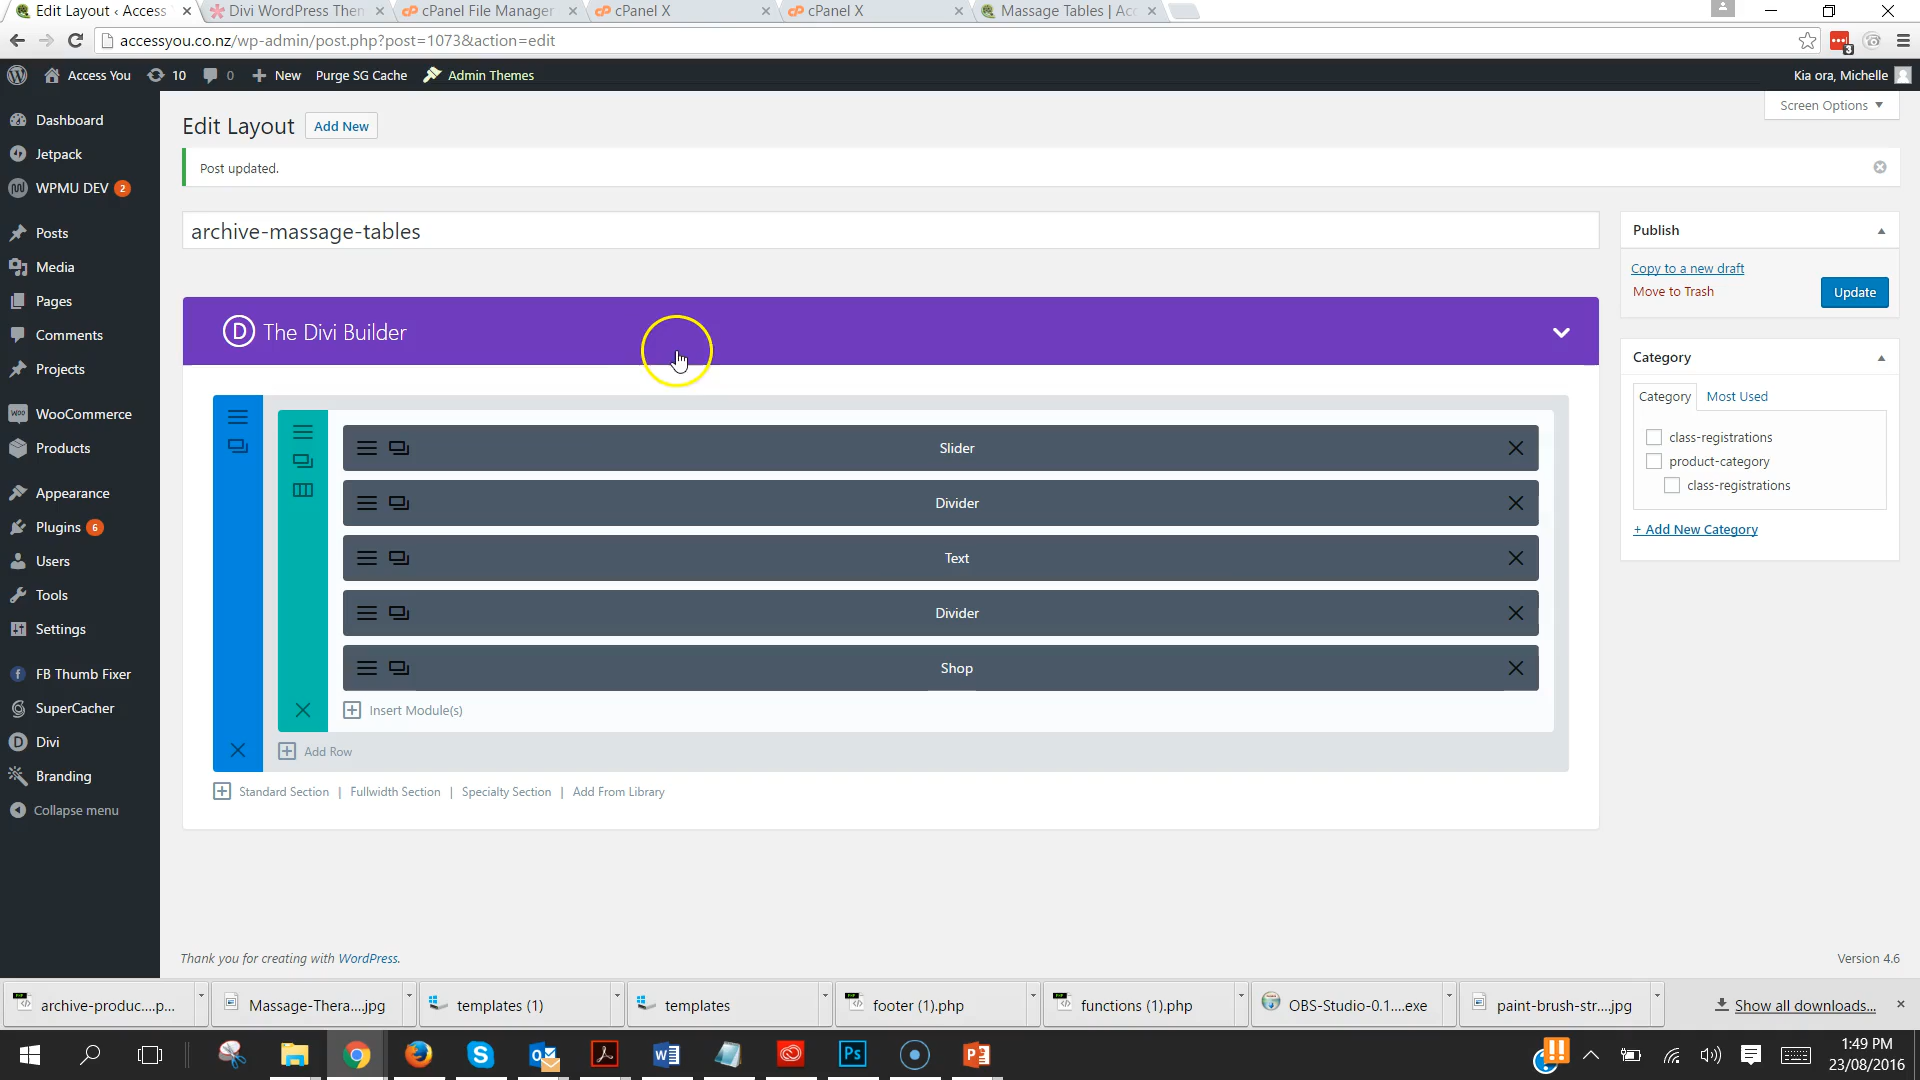 Edit Layout ‹ Access
Divi WordPress Them
cPanel File Manager
cPanel X
cPanel X
Massage Tables | Acc
accessyou.co.nz/wp-admin/post.php?post=1073&action=edit
3
Access You
10
0
New
Purge SG Cache
Admin Themes
Kia ora, Michelle
Screen Options
Dashboard
Jetpack
WPMU DEV 2
Posts
Media
Pages
Comments
Projects
WooCommerce
Products
Appearance
Plugins 6
Users
Tools
Settings
FB Thumb Fixer
SuperCacher
Divi
Branding
Collapse menu
Edit Layout
Add New
Post updated.
archive-massage-tables
The Divi Builder
Slider
Divider
Text
Divider
Shop
Insert Module(s)
Add Row
Standard Section | Fullwidth Section | Specialty Section | Add From Library
Publish
Copy to a new draft
Move to Trash
Update
Category
Category
Most Used
class-registrations
product-category
class-registrations
+ Add New Category
Thank you for creating with WordPress.
Version 4.6
archive-produc....p...
Massage-Thera....jpg
templates (1)
templates
footer (1).php
functions (1).php
OBS-Studio-0.1....exe
paint-brush-str....jpg
Show all downloads...
1:49 PM
23/08/2016